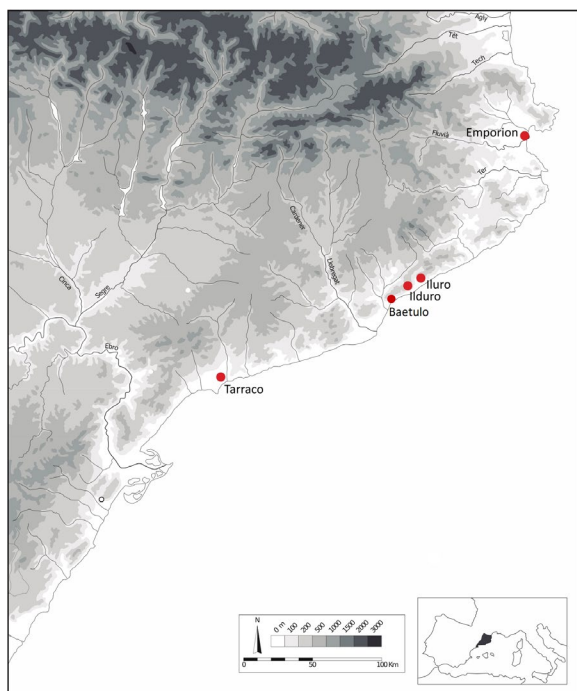 Agly
Têt
Tech
Emporion
Fluvià
Ter
Cardener
Llobregat
Cinca
Segre
Iluro
Ilduro
Baetulo
Ebro
Tarraco
N
0 m
100
200
500
1000
1500
2000
3000
0
50
100 Km